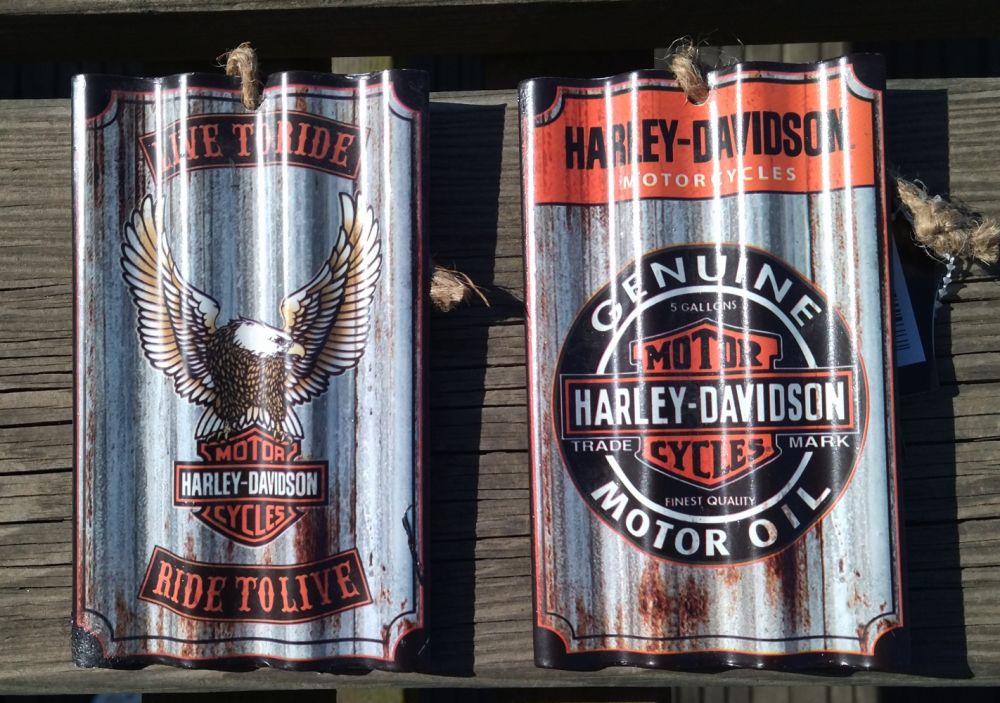 LIVE TO RIDE
MOTOR
HARLEY-DAVIDSON
CYCLES
RIDE TO LIVE
HARLEY-DAVIDSON
MOTORCYCLES
GENUINE
5 GALLONS
MOTOR
HARLEY-DAVIDSON
TRADE MARK
CYCLES
FINEST QUALITY
MOTOR OIL